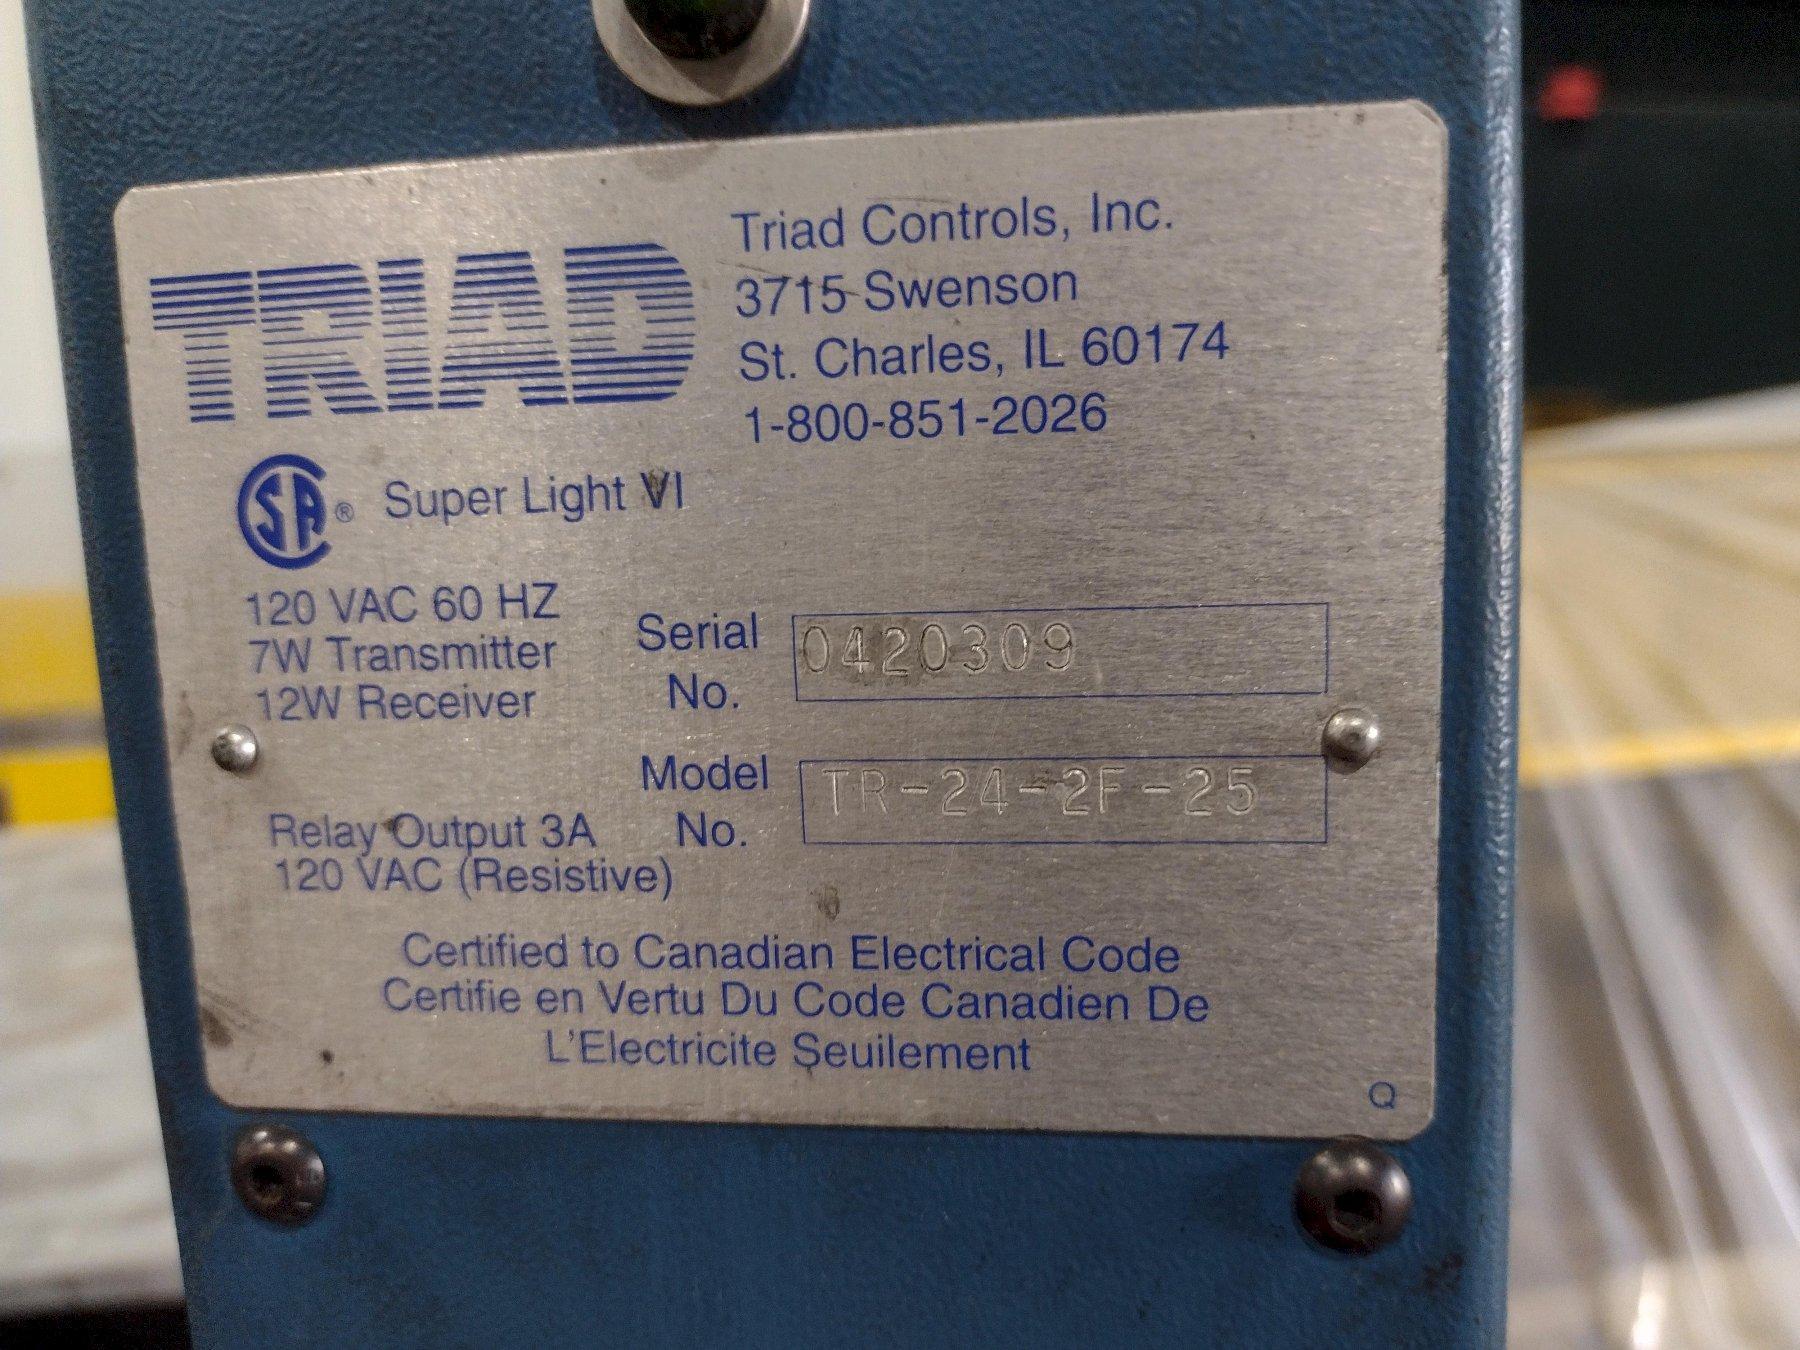 TRIAD
Triad Controls, Inc.
3715 Swenson
St. Charles, IL 60174
1-800-851-2026
CSA® Super Light VI
120 VAC 60 HZ
7W Transmitter
12W Receiver
Serial No. 0420309
Model No. TR-24-2F-25
Relay Output 3A
120 VAC (Resistive)
Certified to Canadian Electrical Code
Certifie en Vertu Du Code Canadien De
L'Electricite Seuilement
Q